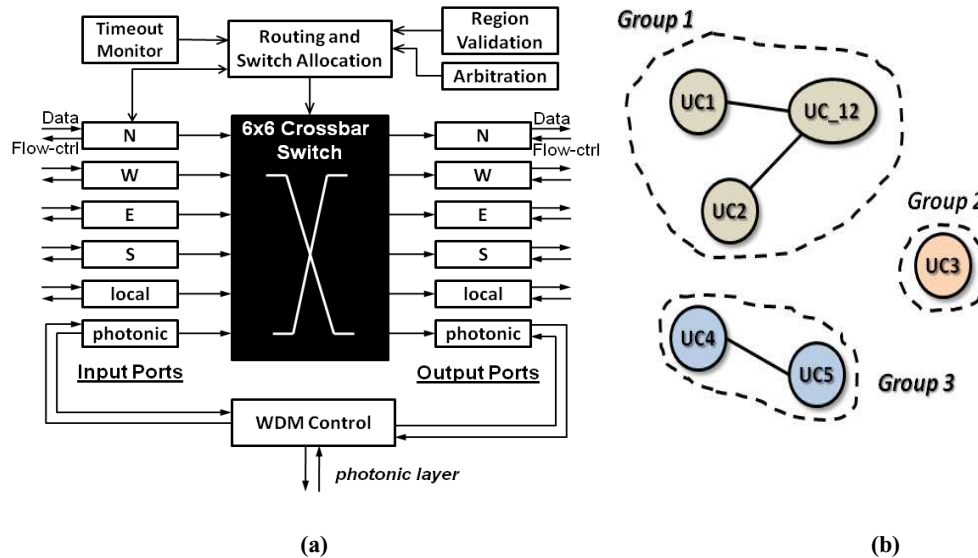 Timeout
Monitor
Routing and
Switch Allocation
Region
Validation
Arbitration
Data
Flow-ctrl
N
W
E
S
local
photonic
Input Ports
6x6 Crossbar
Switch
N
W
E
S
local
photonic
Output Ports
Data
Flow-ctrl
WDM Control
photonic layer
(a)
Group 1
UC1
UC_12
UC2
Group 2
UC3
UC4
UC5
Group 3
(b)